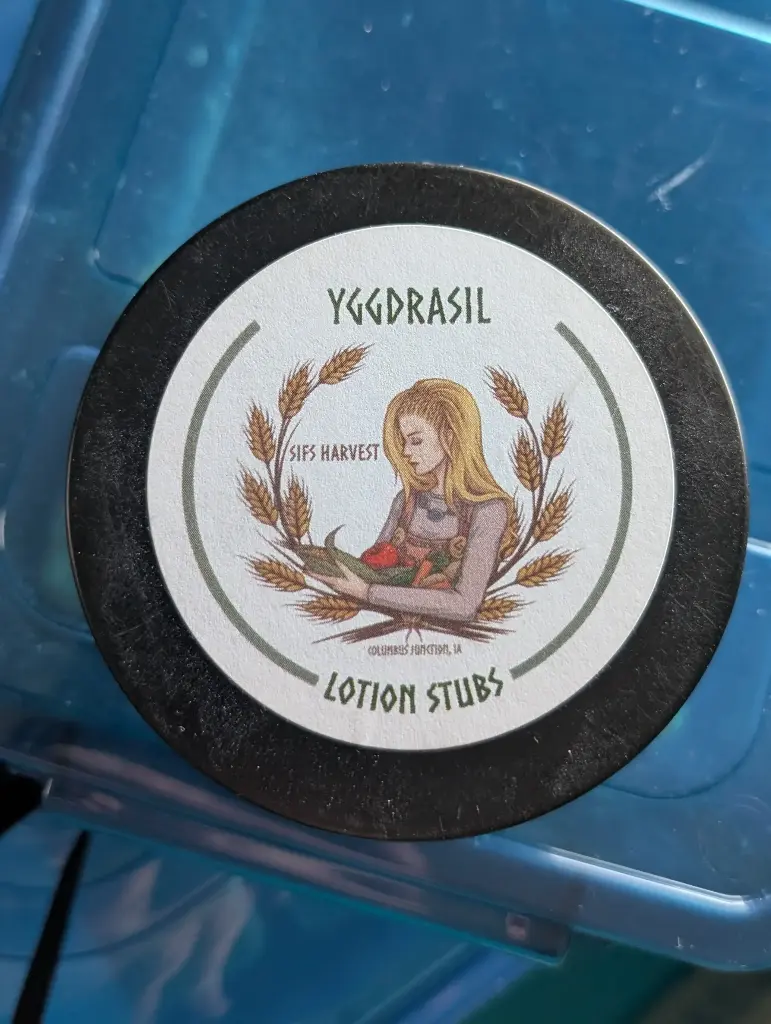 YGGDRASIL
SIFS HARVEST
COLUMBUS JUNCTION, IA
LOTION STUBS